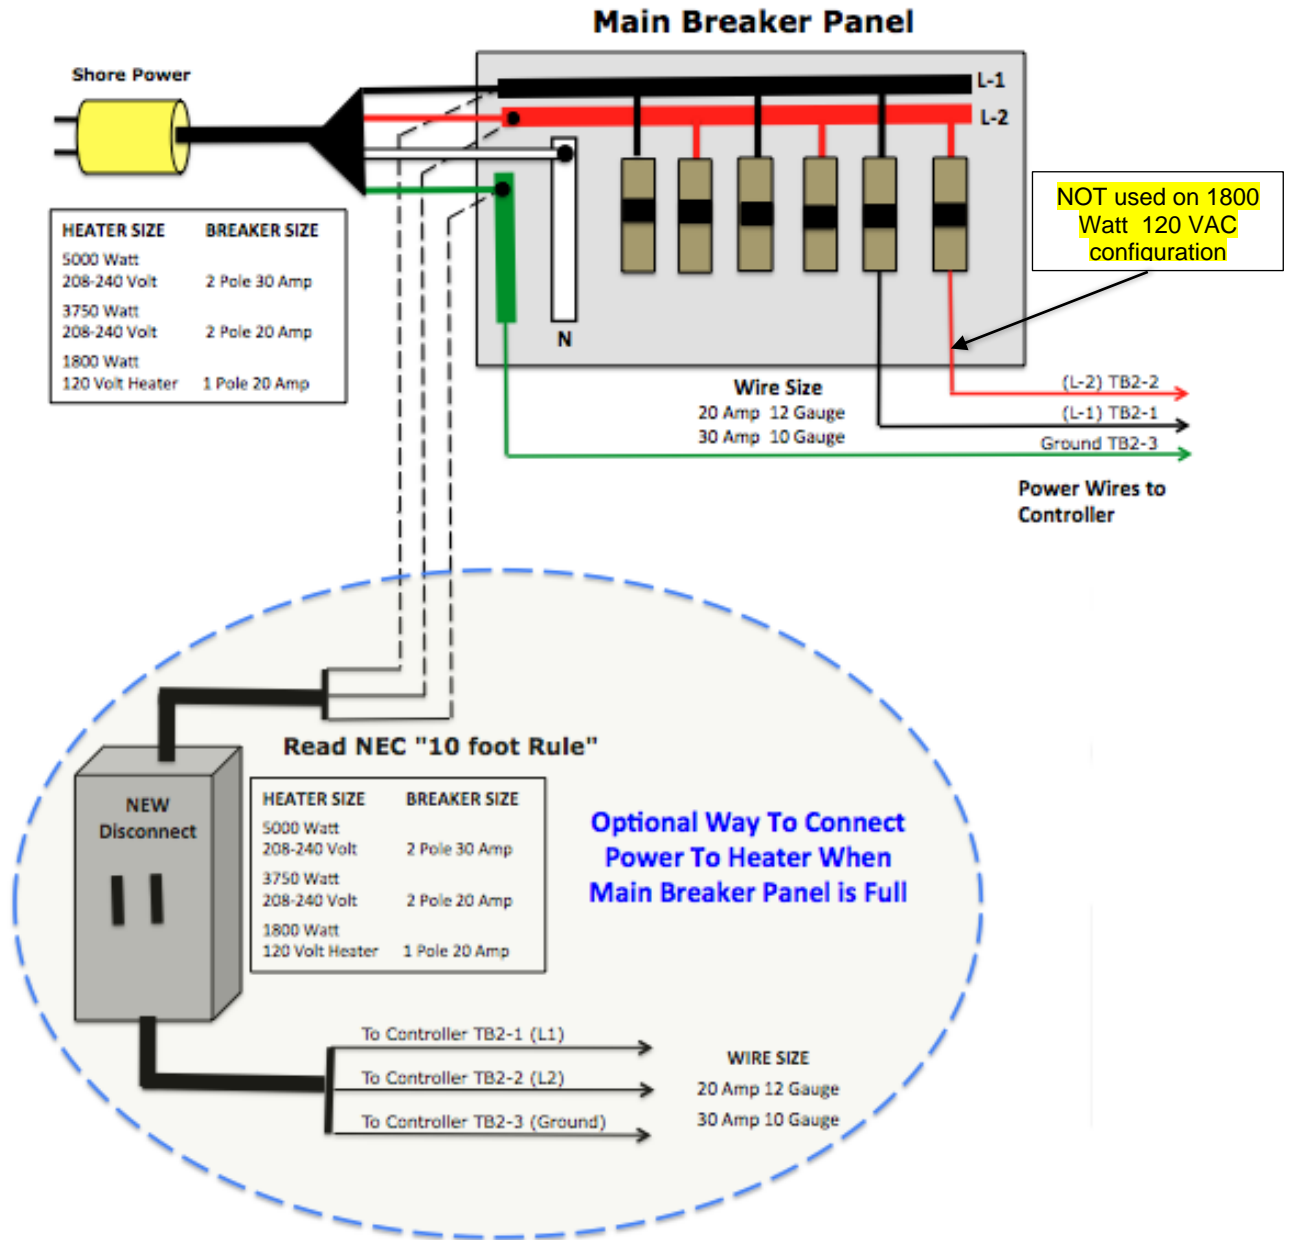 Main Breaker Panel
Shore Power
L-1
L-2
NOT used on 1800
Watt 120 VAC
configuration
HEATER SIZE BREAKER SIZE
5000 Watt
208-240 Volt 2 Pole 30 Amp
3750 Watt
208-240 Volt 2 Pole 20 Amp
1800 Watt
120 Volt Heater 1 Pole 20 Amp
N
Wire Size
20 Amp 12 Gauge
30 Amp 10 Gauge
(L-2) TB2-2
(L-1) TB2-1
Ground TB2-3
Power Wires to
Controller
Read NEC "10 foot Rule"
NEW
Disconnect
HEATER SIZE BREAKER SIZE
5000 Watt
208-240 Volt 2 Pole 30 Amp
3750 Watt
208-240 Volt 2 Pole 20 Amp
1800 Watt
120 Volt Heater 1 Pole 20 Amp
Optional Way To Connect
Power To Heater When
Main Breaker Panel is Full
To Controller TB2-1 (L1)
To Controller TB2-2 (L2)
To Controller TB2-3 (Ground)
WIRE SIZE
20 Amp 12 Gauge
30 Amp 10 Gauge